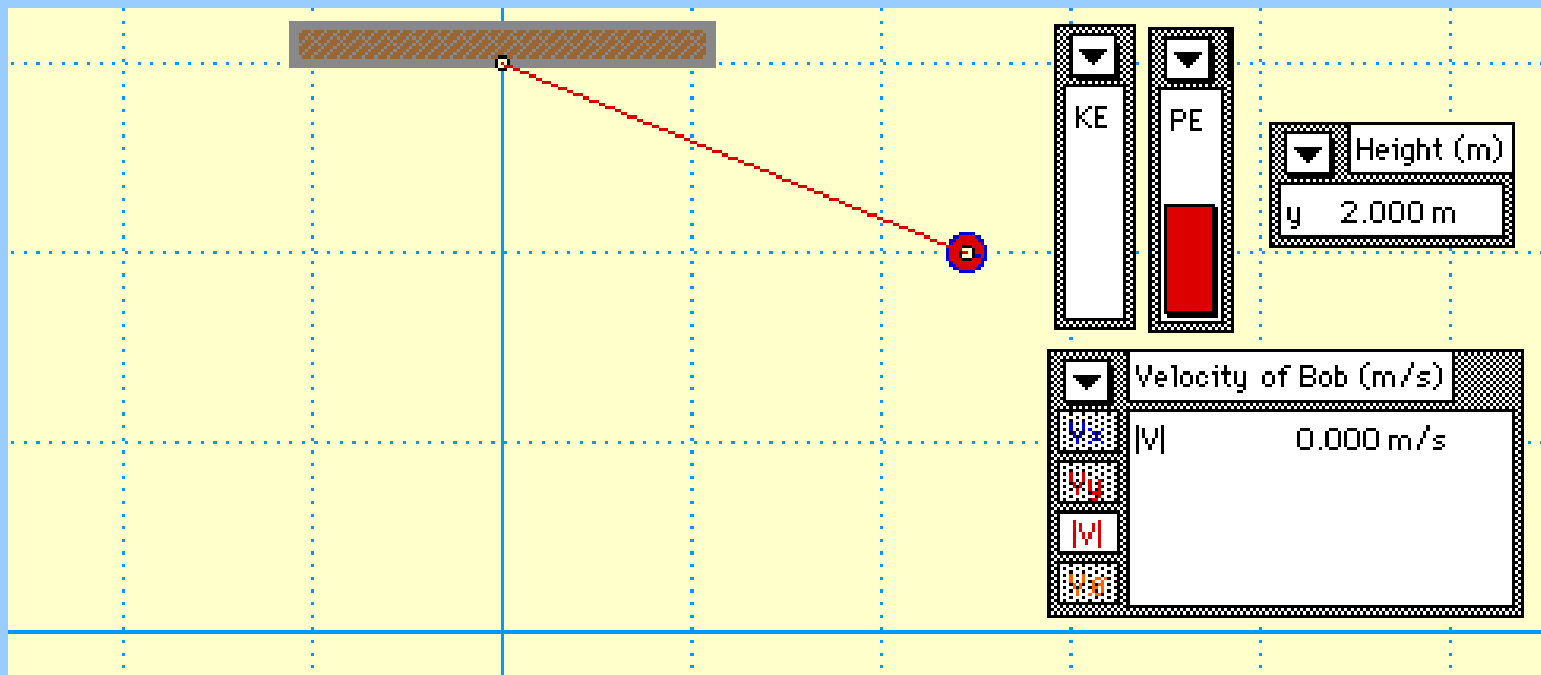 KE
PE
Height (m)
y 2.000 m
Velocity of Bob (m/s)
Vx
|V| 0.000 m/s
Vy
|V|
Vθ